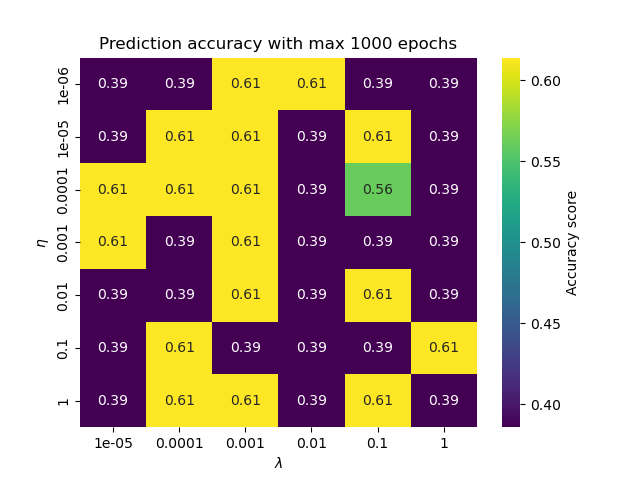 Prediction accuracy with max 1000 epochs
1e-06 0.39 0.39 0.61 0.61 0.39 0.39
1e-05 0.39 0.61 0.61 0.39 0.61 0.39
0.0001 0.61 0.61 0.61 0.39 0.56 0.39
0.001 0.61 0.39 0.61 0.39 0.39 0.39
0.01 0.39 0.39 0.61 0.39 0.61 0.39
0.1 0.39 0.61 0.39 0.39 0.39 0.61
1 0.39 0.61 0.61 0.39 0.61 0.39
η
1e-05 0.0001 0.001 0.01 0.1 1
λ
0.60
0.55
0.50
0.45
0.40
Accuracy score